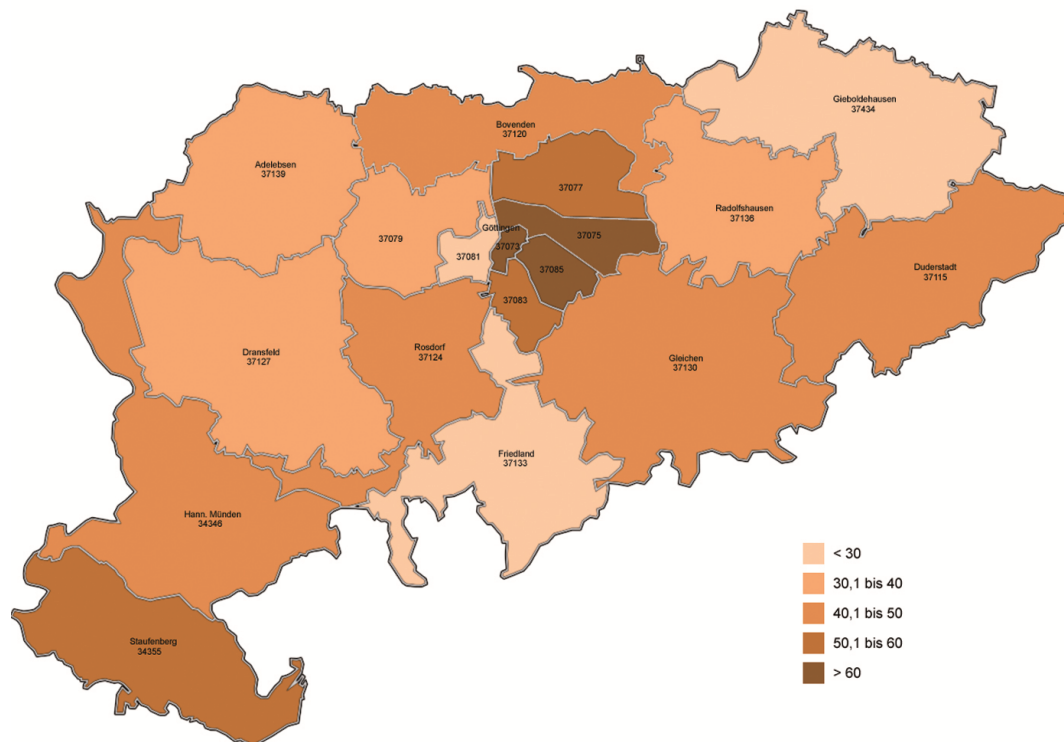 Gieboldehausen
37434
Bovenden
37120
Adelebsen
37139
37077
Radolfshausen
37136
Göttingen
37079
37073
37075
37081
37085
Duderstadt
37115
37083
Dransfeld
37127
Rosdorf
37124
Gleichen
37130
Friedland
37133
Hann. Münden
34346
Staufenberg
34355
< 30
30,1 bis 40
40,1 bis 50
50,1 bis 60
> 60